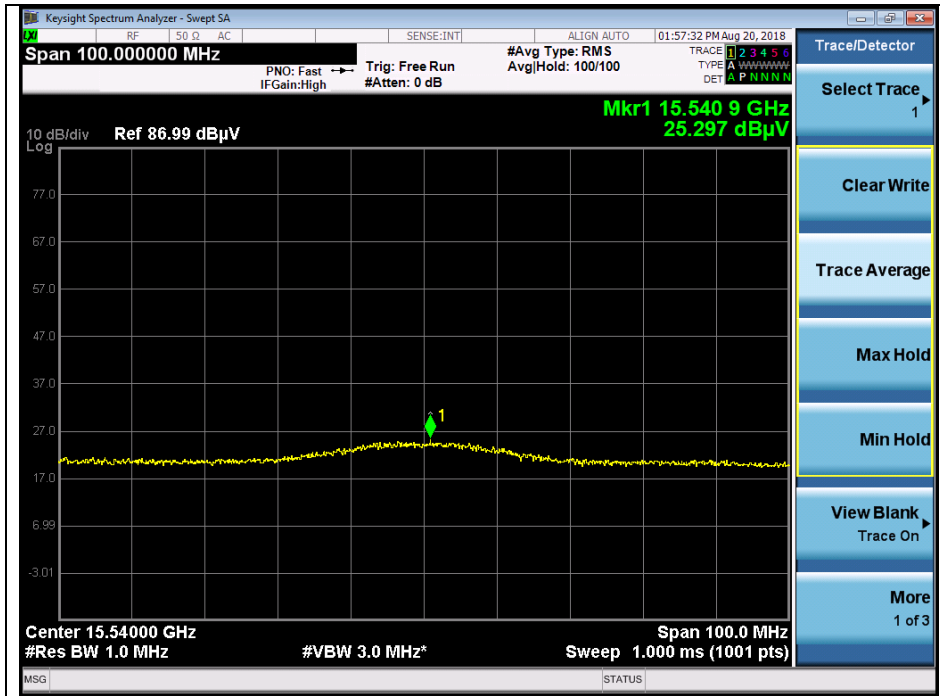 Keysight Spectrum Analyzer - Swept SA
LXI RF 50 Ω AC SENSE:INT ALIGN AUTO 01:57:32 PM Aug 20, 2018
Span 100.000000 MHz
PNO: Fast
IFGain:High
Trig: Free Run
#Atten: 0 dB
#Avg Type: RMS
Avg|Hold: 100/100
TRACE 1 2 3 4 5 6
TYPE A WWWWW
DET A P N N N N
Mkr1 15.540 9 GHz
25.297 dBµV
10 dB/div Ref 86.99 dBµV
Log
77.0
67.0
57.0
47.0
37.0
27.0
17.0
6.99
-3.01
1
Center 15.54000 GHz Span 100.0 MHz
#Res BW 1.0 MHz #VBW 3.0 MHz* Sweep 1.000 ms (1001 pts)
MSG STATUS
Trace/Detector
Select Trace
1
Clear Write
Trace Average
Max Hold
Min Hold
View Blank
Trace On
More
1 of 3